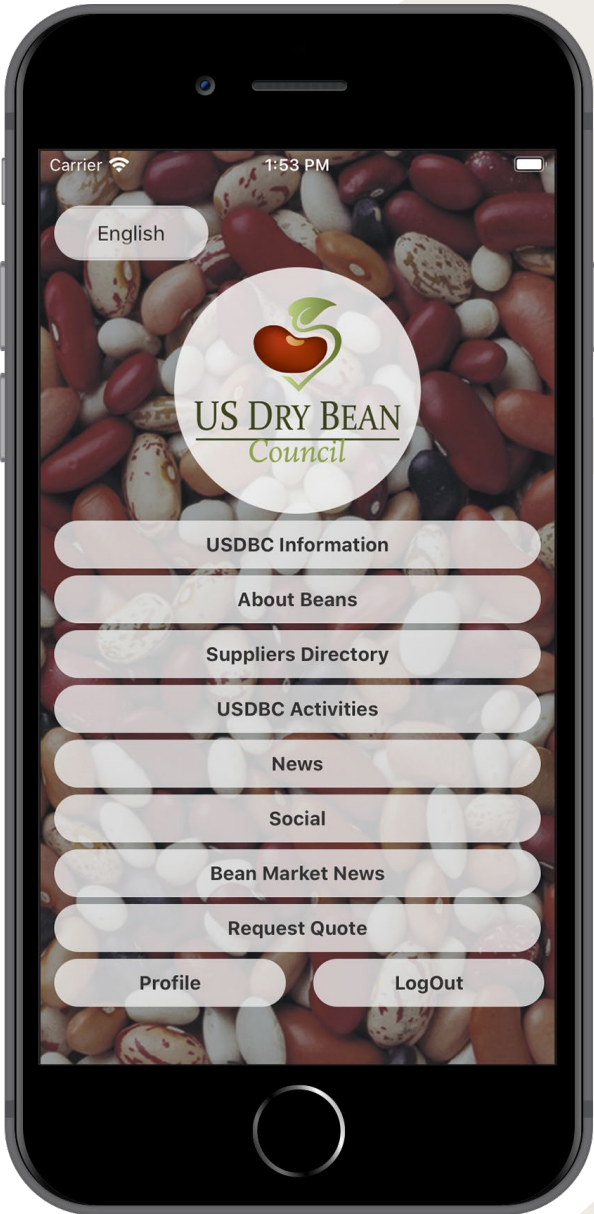 Carrier 1:53 PM
English
US DRY BEAN
Council
USDBC Information
About Beans
Suppliers Directory
USDBC Activities
News
Social
Bean Market News
Request Quote
Profile LogOut